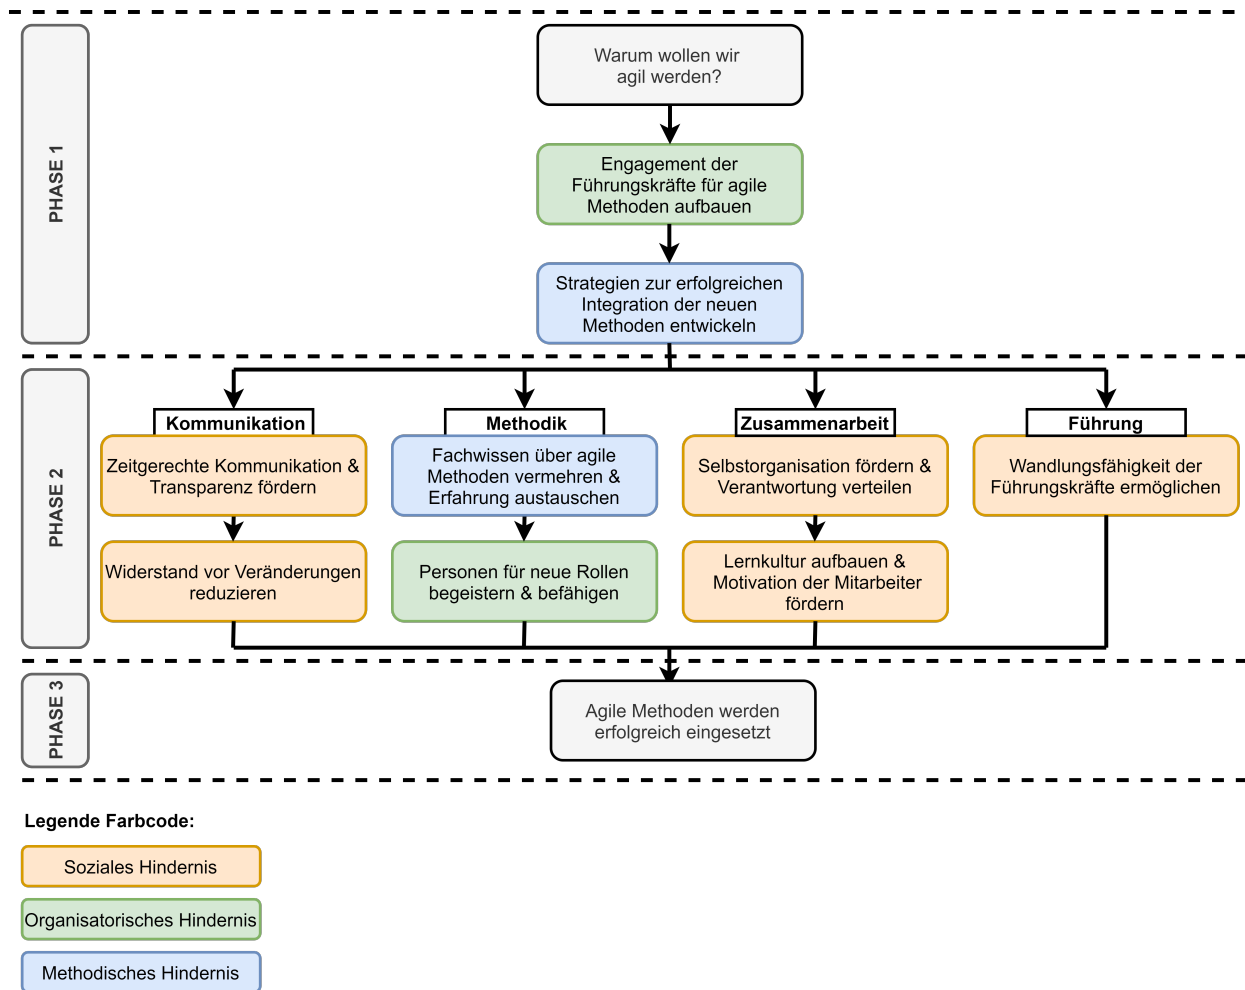 PHASE 1
Warum wollen wir
agil werden?
Engagement der
Führungskräfte für agile
Methoden aufbauen
Strategien zur erfolgreichen
Integration der neuen
Methoden entwickeln
PHASE 2
Kommunikation
Zeitgerechte Kommunikation &
Transparenz fördern
Widerstand vor Veränderungen
reduzieren
Methodik
Fachwissen über agile
Methoden vermehren &
Erfahrung austauschen
Personen für neue Rollen
begeistern & befähigen
Zusammenarbeit
Selbstorganisation fördern &
Verantwortung verteilen
Lernkultur aufbauen &
Motivation der Mitarbeiter
fördern
Führung
Wandlungsfähigkeit der
Führungskräfte ermöglichen
PHASE 3
Agile Methoden werden
erfolgreich eingesetzt
Legende Farbcode:
Soziales Hindernis
Organisatorisches Hindernis
Methodisches Hindernis